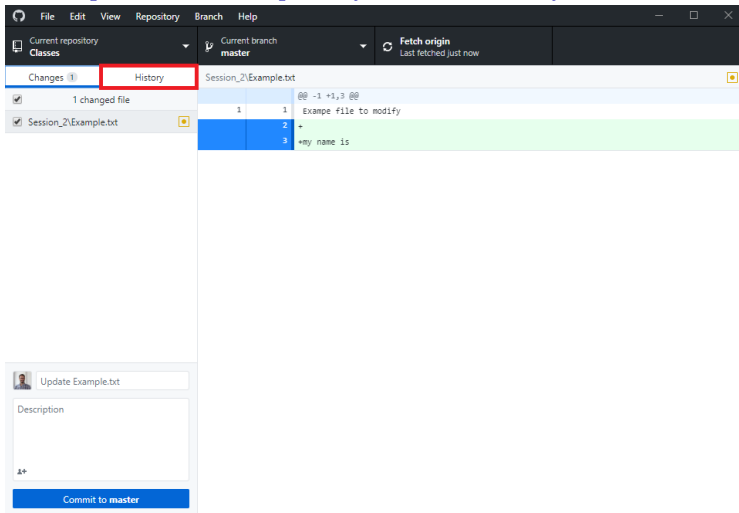 File Edit View Repository Branch Help
Current repository
Classes
Current branch
master
Fetch origin
Last fetched just now
Changes 1
History
Session_2\Example.txt
1 changed file
Session_2\Example.txt
@@ -1 +1,3 @@
1 1 Exampe file to modify
2 +
3 +my name is
Update Example.txt
Description
Commit to master